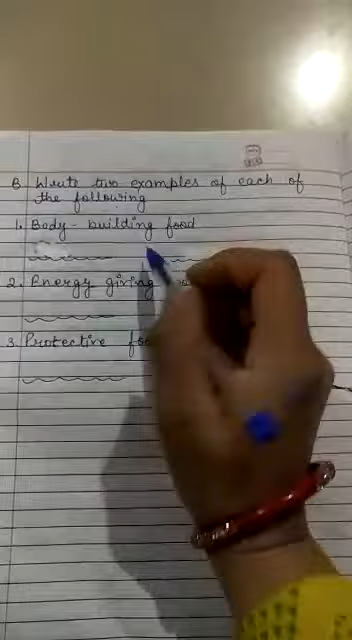 B Write two examples of each of
the following
1. Body - building food
2. Energy giving
3. Protective